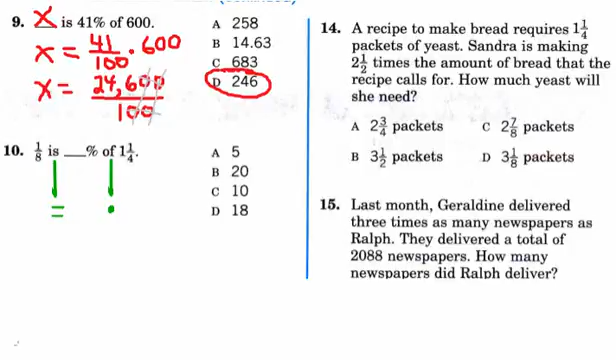 9. X is 41% of 600.
x = 41/100 · 600
x = 24,600/100
A 258
B 14.63
C 683
D 246
10. 1/8 is __% of 1 1/4.
= ·
A 5
B 20
C 10
D 18
14. A recipe to make bread requires 1 1/4
packets of yeast. Sandra is making
2 1/2 times the amount of bread that the
recipe calls for. How much yeast will
she need?
A 2 3/4 packets C 2 7/8 packets
B 3 1/2 packets D 3 1/8 packets
15. Last month, Geraldine delivered
three times as many newspapers as
Ralph. They delivered a total of
2088 newspapers. How many
newspapers did Ralph deliver?